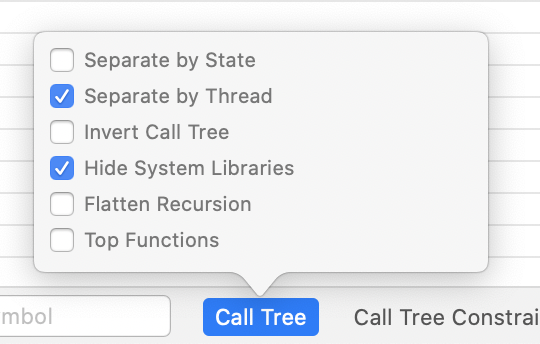 Separate by State
Separate by Thread
Invert Call Tree
Hide System Libraries
Flatten Recursion
Top Functions
mbol Call Tree Call Tree Constrai